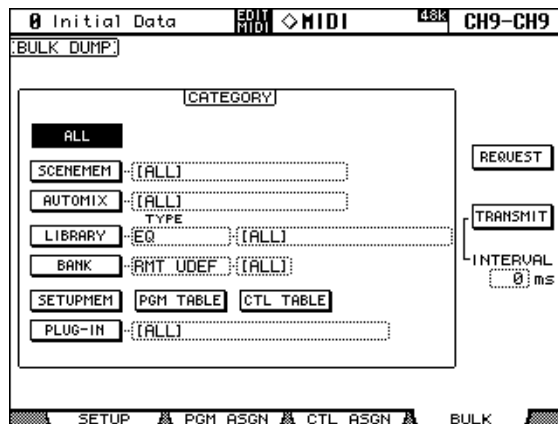 0 Initial Data EDIT MIDI ◇MIDI 48k CH9-CH9
BULK DUMP
CATEGORY
ALL
REQUEST
SCENEMEM [ALL]
AUTOMIX [ALL]
TRANSMIT
TYPE
LIBRARY EQ [ALL]
INTERVAL
BANK RMT UDEF [ALL]
0 ms
SETUPMEM PGM TABLE CTL TABLE
PLUG-IN [ALL]
SETUP PGM ASGN CTL ASGN BULK